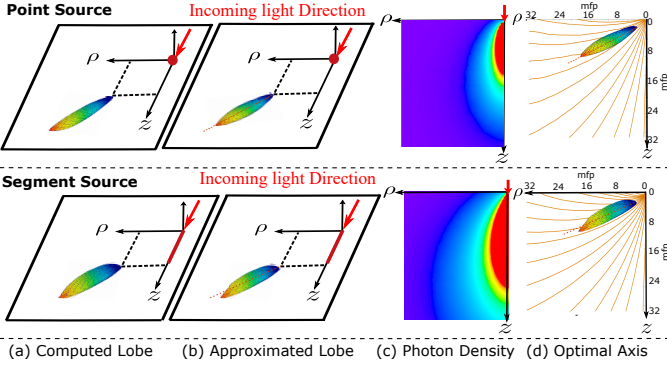 Point Source
Incoming light Direction
ρ
z
ρ
z
ρ
z
mfp
32 24 16 8 0
8
16
24
32
mfp
z
Segment Source
Incoming light Direction
ρ
z
ρ
z
ρ
z
mfp
32 24 16 8 0
8
16
24
32
mfp
z
(a) Computed Lobe (b) Approximated Lobe (c) Photon Density (d) Optimal Axis